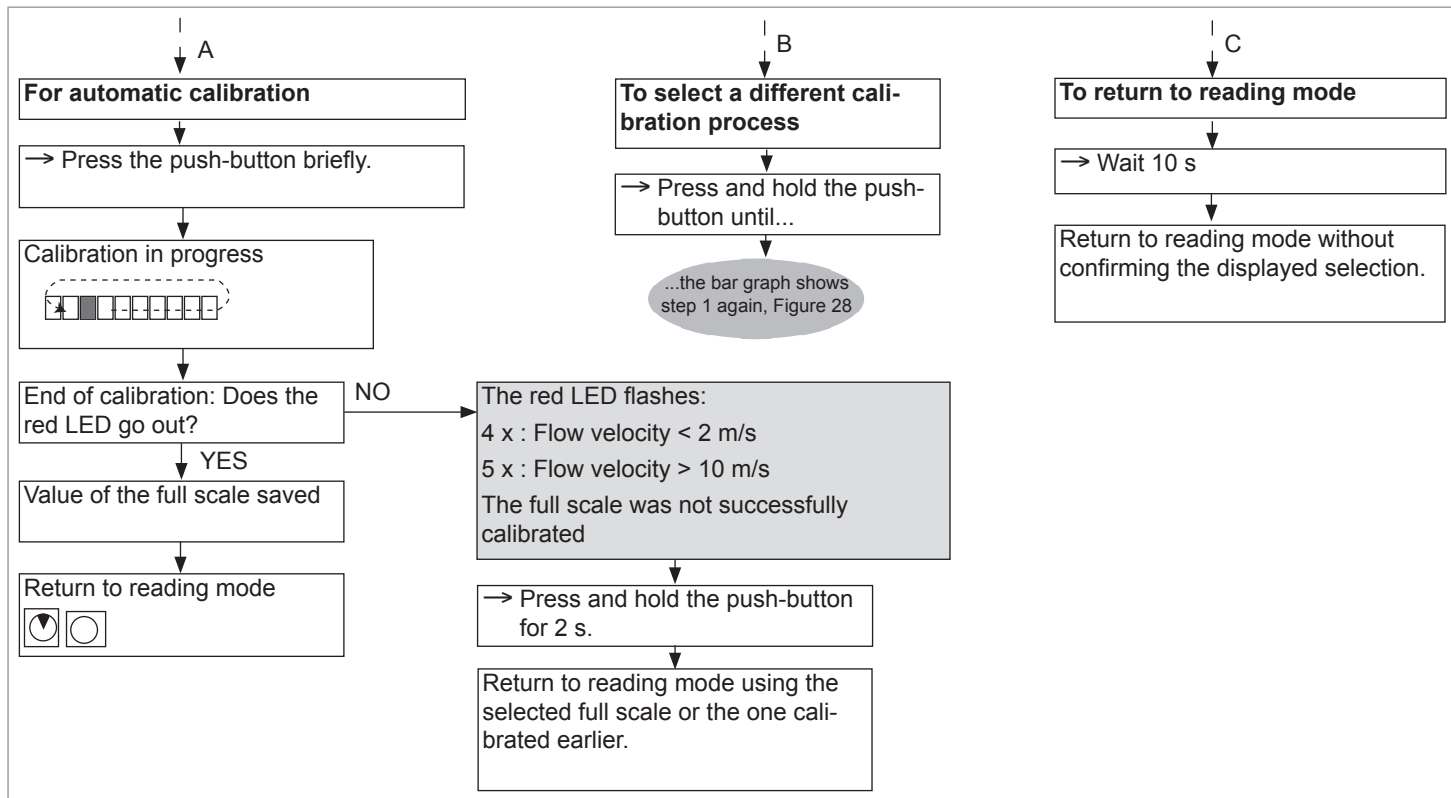 A
For automatic calibration
→ Press the push-button briefly.
Calibration in progress
End of calibration: Does the
red LED go out?
NO
YES
Value of the full scale saved
Return to reading mode
The red LED flashes:
4 x : Flow velocity < 2 m/s
5 x : Flow velocity > 10 m/s
The full scale was not successfully
calibrated
→ Press and hold the push-button
for 2 s.
Return to reading mode using the
selected full scale or the one cali-
brated earlier.
B
To select a different cali-
bration process
→ Press and hold the push-
button until...
...the bar graph shows
step 1 again, Figure 28
C
To return to reading mode
→ Wait 10 s
Return to reading mode without
confirming the displayed selection.